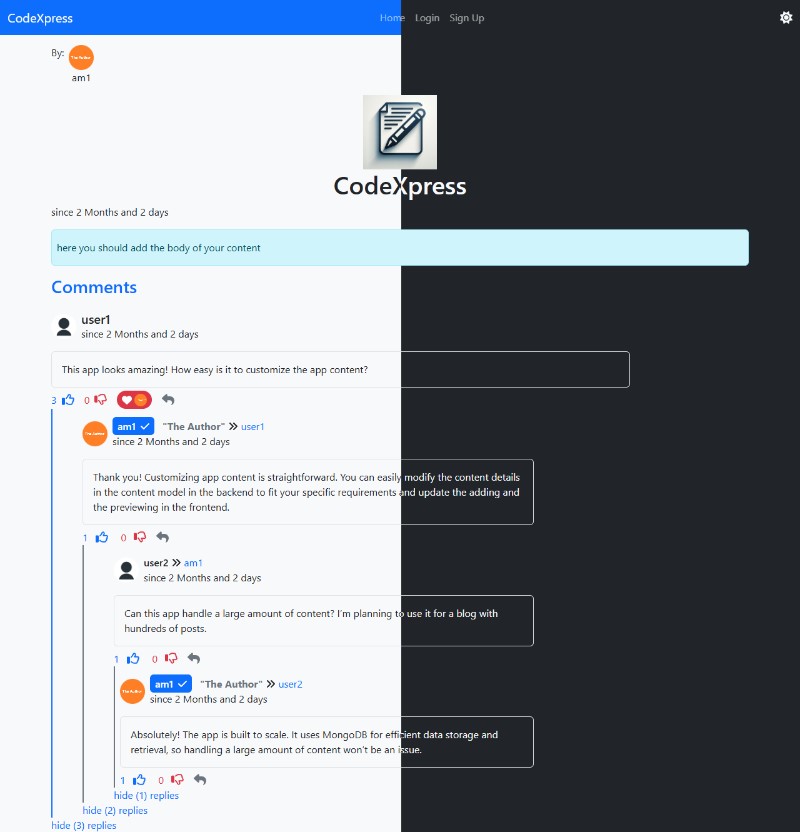 CodeXpress Home Login Sign Up
By: The Author
am1
CodeXpress
since 2 Months and 2 days
here you should add the body of your content
Comments
user1
since 2 Months and 2 days
This app looks amazing! How easy is it to customize the app content?
3 0
The Author am1 "The Author" user1
since 2 Months and 2 days
Thank you! Customizing app content is straightforward. You can easily modify the content details
in the content model in the backend to fit your specific requirements and update the adding and
the previewing in the frontend.
1 0
user2 am1
since 2 Months and 2 days
Can this app handle a large amount of content? I'm planning to use it for a blog with
hundreds of posts.
1 0
The Author am1 "The Author" user2
since 2 Months and 2 days
Absolutely! The app is built to scale. It uses MongoDB for efficient data storage and
retrieval, so handling a large amount of content won't be an issue.
1 0
hide (1) replies
hide (2) replies
hide (3) replies